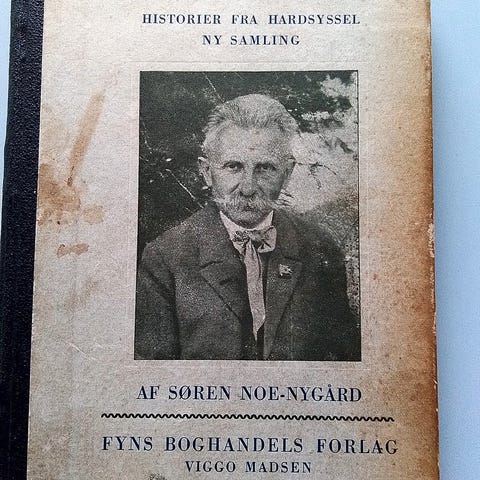 HISTORIER FRA HARDSYSSEL
NY SAMLING
AF SØREN NOE-NYGÅRD
FYNS BOGHANDELS FORLAG
VIGGO MADSEN